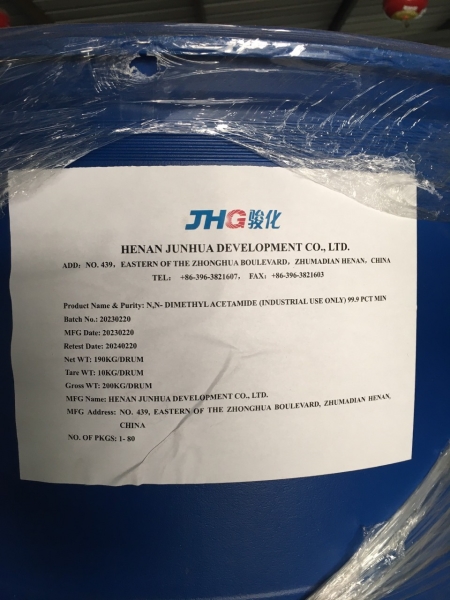 JHG骏化
HENAN JUNHUA DEVELOPMENT CO., LTD.
ADD: NO. 439, EASTERN OF THE ZHONGHUA BOULEVARD, ZHUMADIAN HENAN, CHINA
TEL: +86-396-3821607, FAX: +86-396-3821603
Product Name & Purity: N,N- DIMETHYL ACETAMIDE (INDUSTRIAL USE ONLY) 99.9 PCT MIN
Batch No.: 20230220
MFG Date: 20230220
Retest Date: 20240220
Net WT: 190KG/DRUM
Tare WT: 10KG/DRUM
Gross WT: 200KG/DRUM
MFG Name: HENAN JUNHUA DEVELOPMENT CO., LTD.
MFG Address: NO. 439, EASTERN OF THE ZHONGHUA BOULEVARD, ZHUMADIAN HENAN,
CHINA
NO. OF PKGS: 1- 80